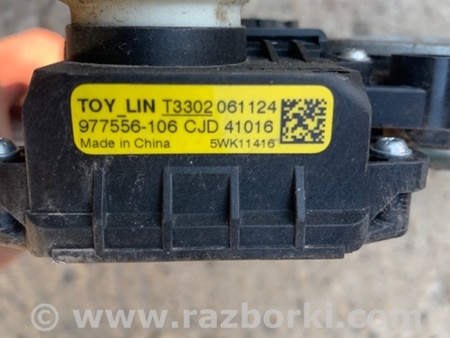 TOY_LIN T3302 061124
977556-106 CJD 41016
Made in China 5WK11416
www.razborki.com